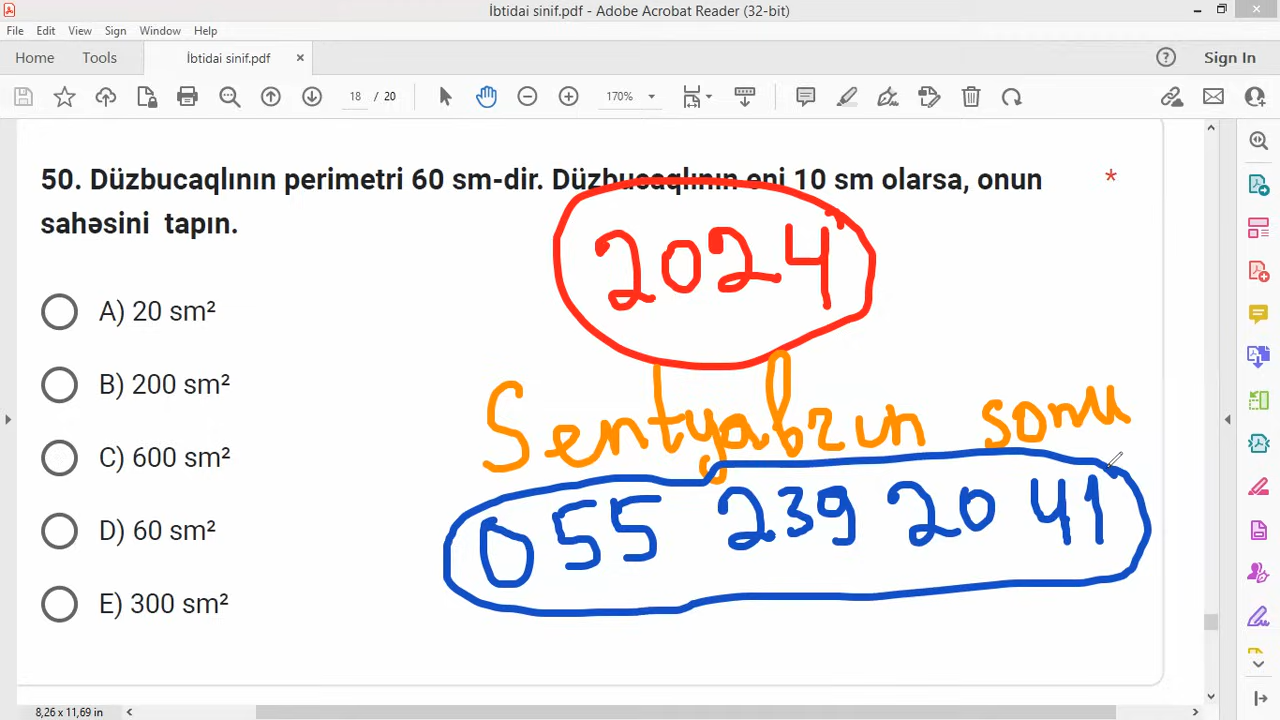 İbtidai sinif.pdf - Adobe Acrobat Reader (32-bit)
File Edit View Sign Window Help
Home Tools İbtidai sinif.pdf × Sign In
18 / 20 170%
50. Düzbucaqlının perimetri 60 sm-dir. Düzbucaqlının eni 10 sm olarsa, onun *
sahəsini tapın.
2024
A) 20 sm²
B) 200 sm²
Sentyabrın sonu
C) 600 sm²
055 239 20 41
D) 60 sm²
E) 300 sm²
8,26 x 11,69 in